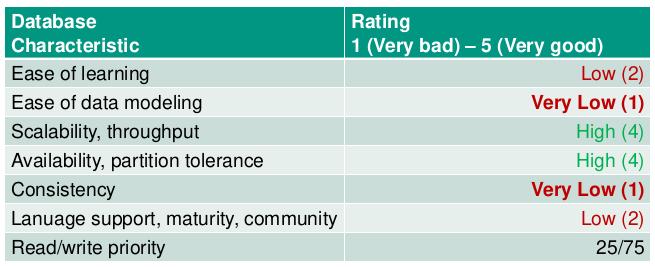 Database Characteristic Rating 1 (Very bad) – 5 (Very good)
Ease of learning Low (2)
Ease of data modeling Very Low (1)
Scalability, throughput High (4)
Availability, partition tolerance High (4)
Consistency Very Low (1)
Lanuage support, maturity, community Low (2)
Read/write priority 25/75